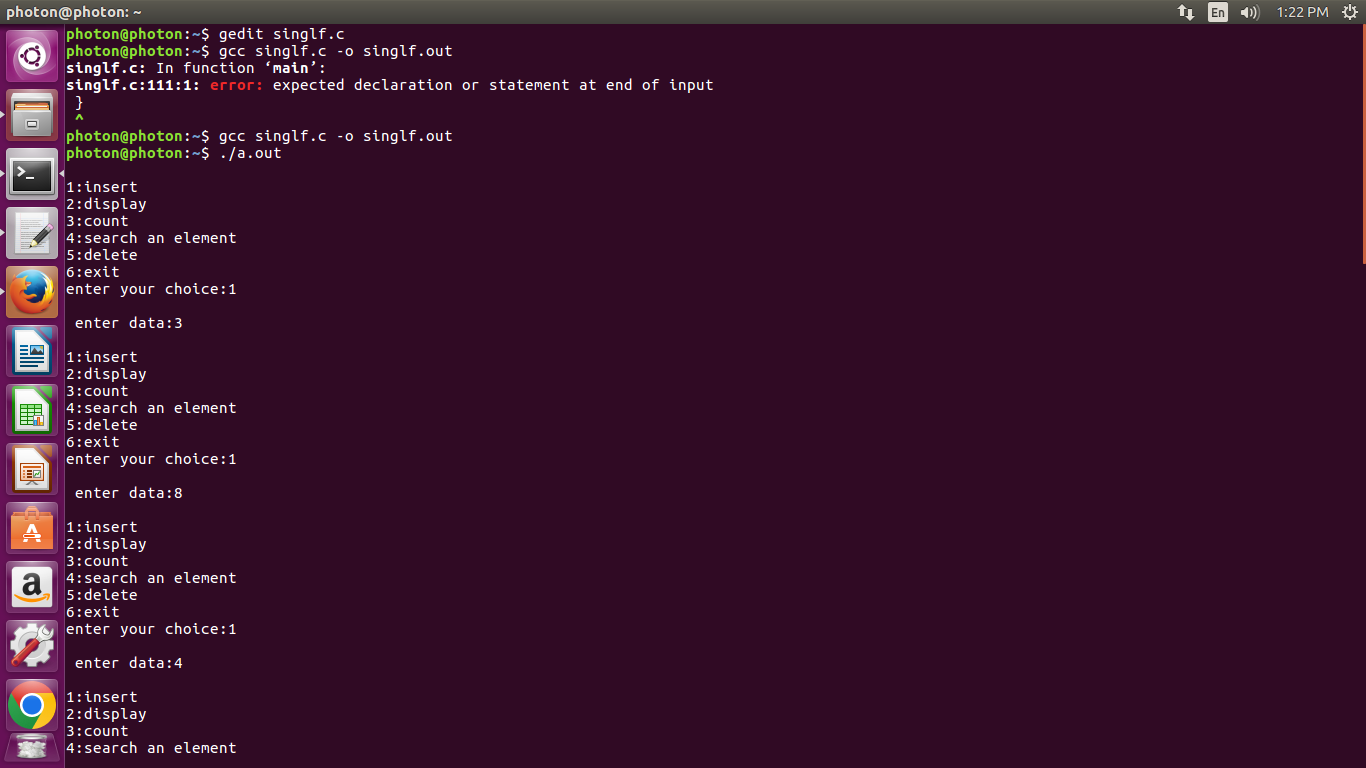 photon@photon: ~
En
1:22 PM
photon@photon:~$ gedit singlf.c
photon@photon:~$ gcc singlf.c -o singlf.out
singlf.c: In function ‘main’:
singlf.c:111:1: error: expected declaration or statement at end of input
 }
 ^
photon@photon:~$ gcc singlf.c -o singlf.out
photon@photon:~$ ./a.out

1:insert
2:display
3:count
4:search an element
5:delete
6:exit
enter your choice:1

 enter data:3

1:insert
2:display
3:count
4:search an element
5:delete
6:exit
enter your choice:1

 enter data:8

1:insert
2:display
3:count
4:search an element
5:delete
6:exit
enter your choice:1

 enter data:4

1:insert
2:display
3:count
4:search an element